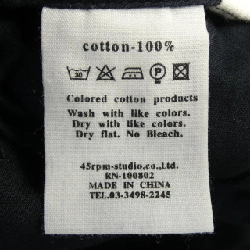 cotton-100%
30 P
Colored cotton products
Wash with like colors.
Dry with like colors.
Dry flat. No Bleach.
45rpm-studio.co.,Ltd.
RN-100802
MADE IN CHINA
TEL.03-3498-2245